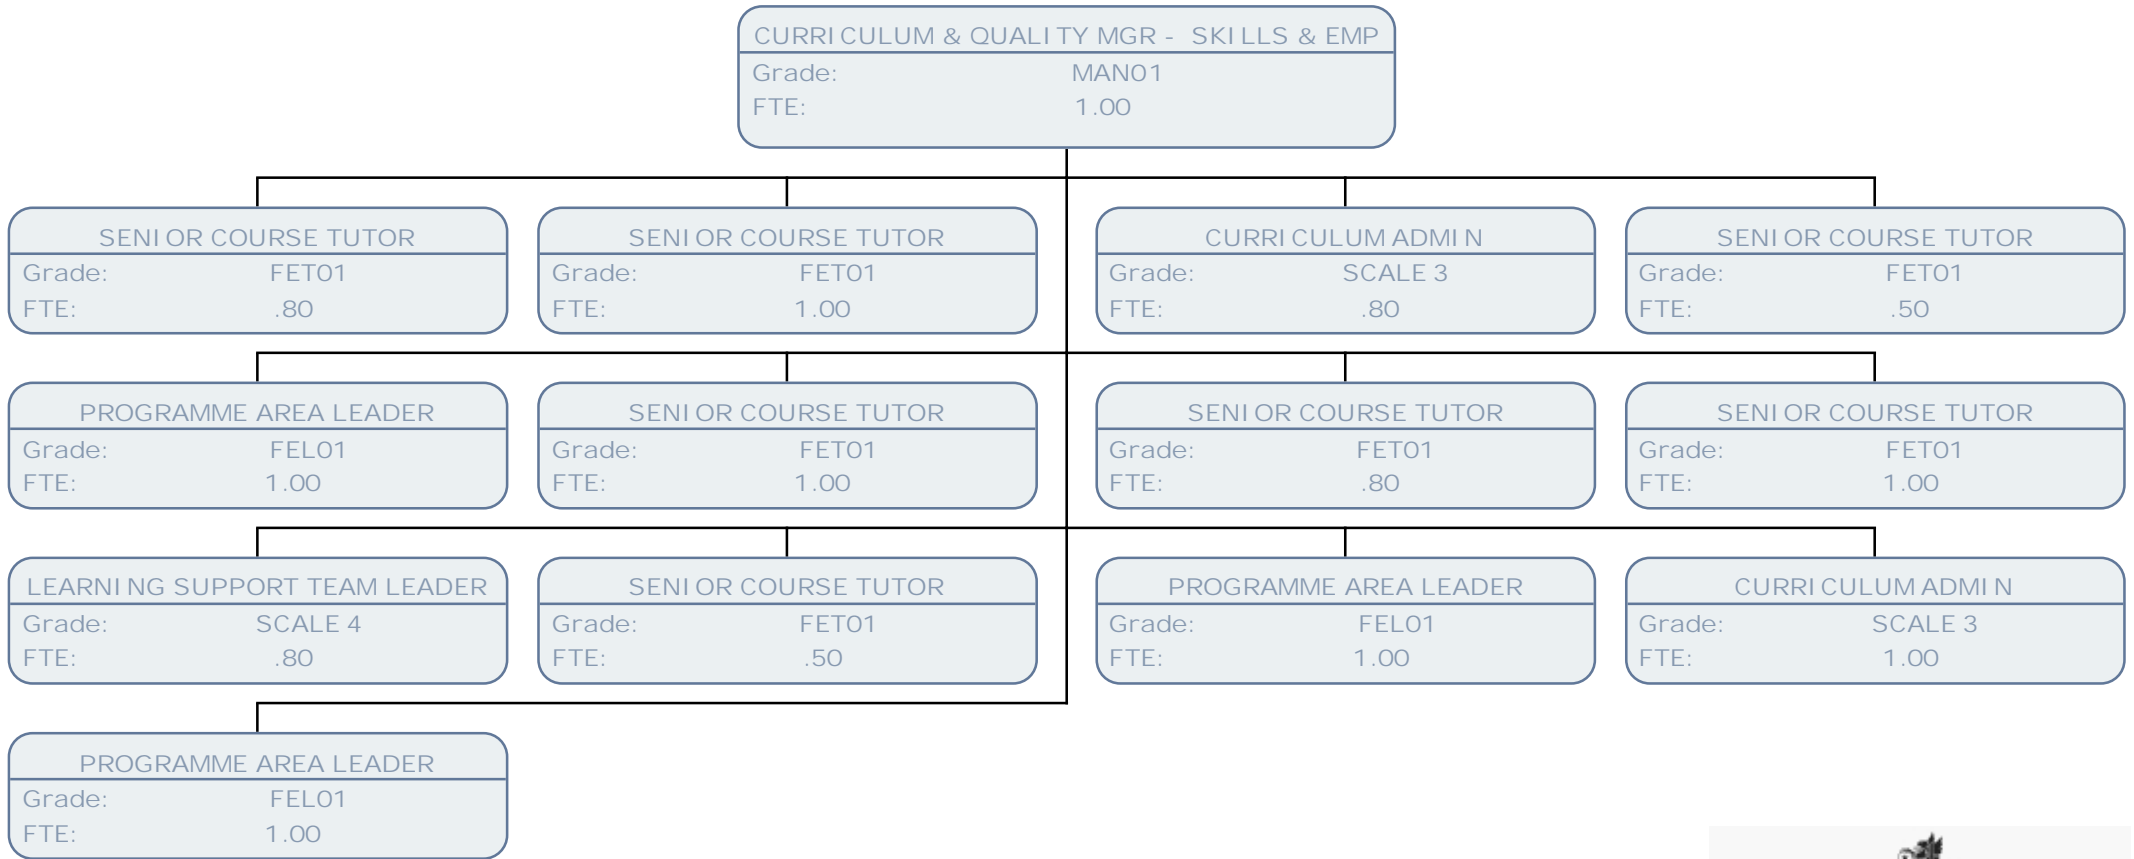 CURRICULUM & QUALITY MGR - SKILLS & EMP
Grade: MAN01
FTE: 1.00
SENIOR COURSE TUTOR
Grade: FET01
FTE: .80
SENIOR COURSE TUTOR
Grade: FET01
FTE: 1.00
CURRICULUM ADMIN
Grade: SCALE 3
FTE: .80
SENIOR COURSE TUTOR
Grade: FET01
FTE: .50
PROGRAMME AREA LEADER
Grade: FEL01
FTE: 1.00
SENIOR COURSE TUTOR
Grade: FET01
FTE: 1.00
SENIOR COURSE TUTOR
Grade: FET01
FTE: .80
SENIOR COURSE TUTOR
Grade: FET01
FTE: 1.00
LEARNING SUPPORT TEAM LEADER
Grade: SCALE 4
FTE: .80
SENIOR COURSE TUTOR
Grade: FET01
FTE: .50
PROGRAMME AREA LEADER
Grade: FEL01
FTE: 1.00
CURRICULUM ADMIN
Grade: SCALE 3
FTE: 1.00
PROGRAMME AREA LEADER
Grade: FEL01
FTE: 1.00